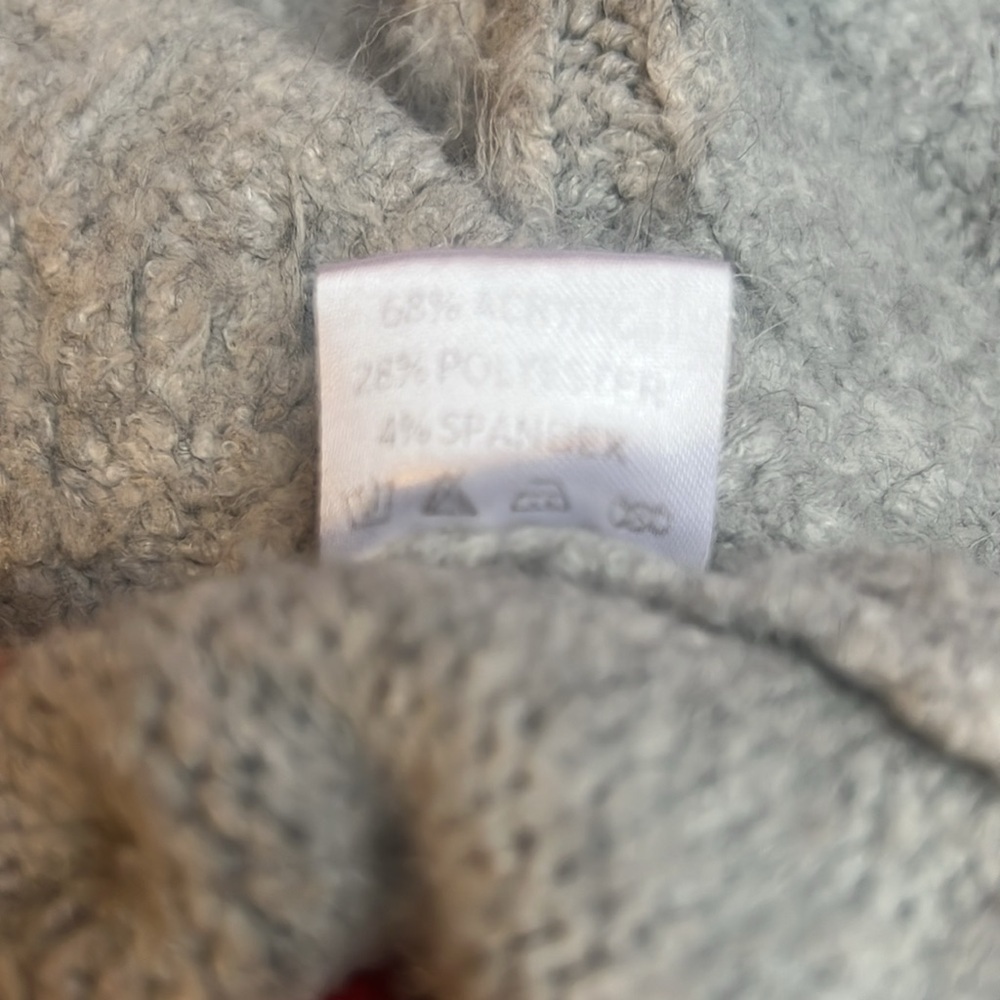 68% ACRYLIC
28% POLYESTER
4% SPANDEX